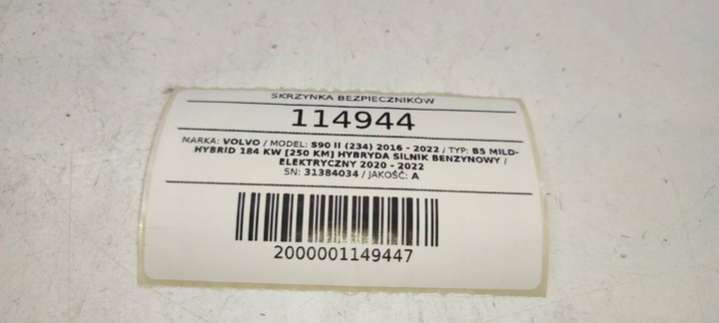 SKRZYNKA BEZPIECZNIKÓW
114944
MARKA: VOLVO / MODEL: S90 II (234) 2016 - 2022 / TYP: B5 MILD-
HYBRID 184 KW [250 KM] HYBRYDA SILNIK BENZYNOWY /
ELEKTRYCZNY 2020 - 2022
SN: 31384034 / JAKOŚĆ: A
2000001149447